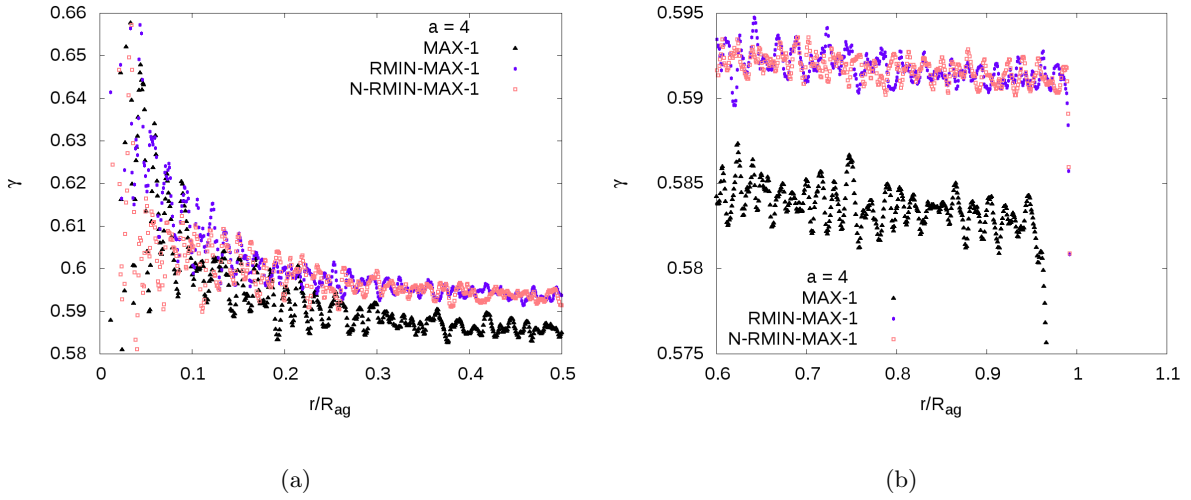 0.66
0.65
0.64
0.63
0.62
0.61
0.6
0.59
0.58
γ
0
0.1
0.2
0.3
0.4
0.5
r/R_ag
a = 4
MAX-1
RMIN-MAX-1
N-RMIN-MAX-1
(a)
0.595
0.59
0.585
0.58
0.575
γ
0.6
0.7
0.8
0.9
1
1.1
r/R_ag
a = 4
MAX-1
RMIN-MAX-1
N-RMIN-MAX-1
(b)